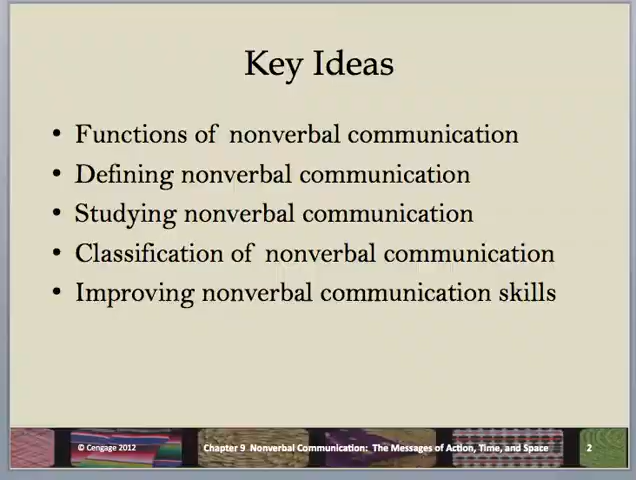 Key Ideas
• Functions of nonverbal communication
• Defining nonverbal communication
• Studying nonverbal communication
• Classification of nonverbal communication
• Improving nonverbal communication skills
© Cengage 2012 Chapter 9 Nonverbal Communication: The Messages of Action, Time, and Space 2